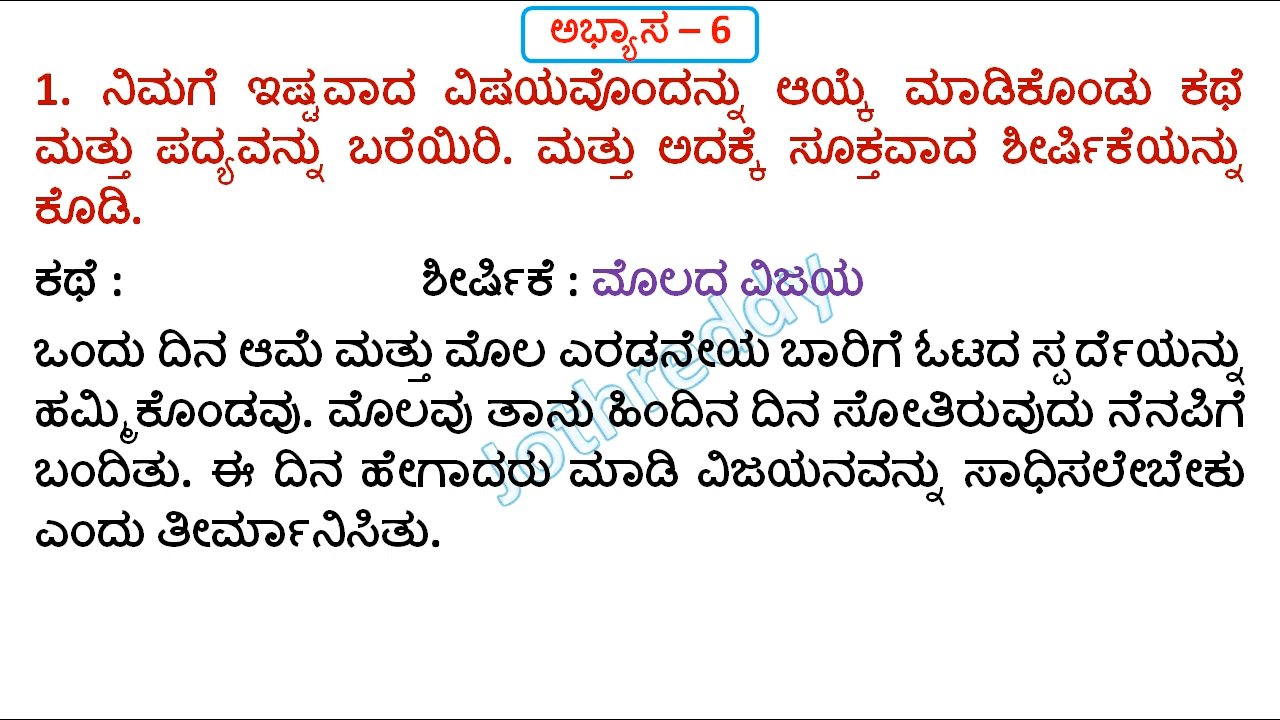 ಅಭ್ಯಾಸ – 6
1. ನಿಮಗೆ ಇಷ್ಟವಾದ ವಿಷಯವೊಂದನ್ನು ಆಯ್ಕೆ ಮಾಡಿಕೊಂಡು ಕಥೆ
ಮತ್ತು ಪದ್ಯವನ್ನು ಬರೆಯಿರಿ. ಮತ್ತು ಅದಕ್ಕೆ ಸೂಕ್ತವಾದ ಶೀರ್ಷಿಕೆಯನ್ನು
ಕೊಡಿ.
ಕಥೆ : ಶೀರ್ಷಿಕೆ : ಮೊಲದ ವಿಜಯ
ಒಂದು ದಿನ ಆಮೆ ಮತ್ತು ಮೊಲ ಎರಡನೇಯ ಬಾರಿಗೆ ಓಟದ ಸ್ಪರ್ದೆಯನ್ನು
ಹಮ್ಮಿಕೊಂಡವು. ಮೊಲವು ತಾನು ಹಿಂದಿನ ದಿನ ಸೋತಿರುವುದು ನೆನಪಿಗೆ
ಬಂದಿತು. ಈ ದಿನ ಹೇಗಾದರು ಮಾಡಿ ವಿಜಯನವನ್ನು ಸಾಧಿಸಲೇಬೇಕು
ಎಂದು ತೀರ್ಮಾನಿಸಿತು.
Jothreddy